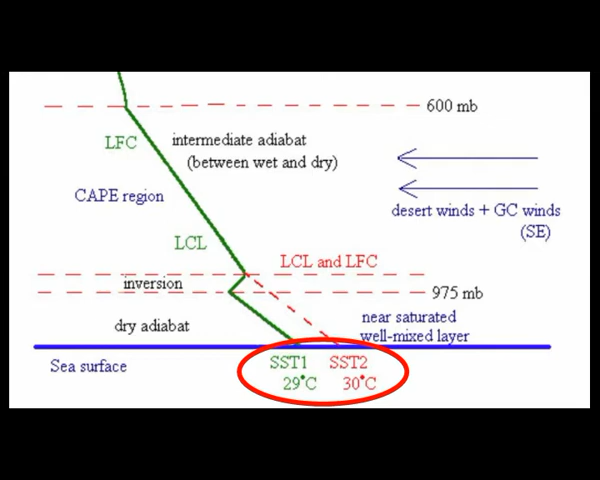 600 mb
LFC
intermediate adiabat
(between wet and dry)
CAPE region
desert winds + GC winds
(SE)
LCL
LCL and LFC
inversion
975 mb
dry adiabat
near saturated
well-mixed layer
Sea surface
SST1 SST2
29°C 30°C